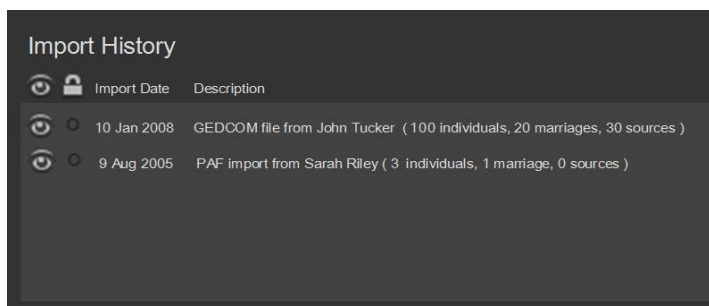 Import History
Import Date Description
10 Jan 2008 GEDCOM file from John Tucker ( 100 individuals, 20 marriages, 30 sources )
9 Aug 2005 PAF import from Sarah Riley ( 3 individuals, 1 marriage, 0 sources )